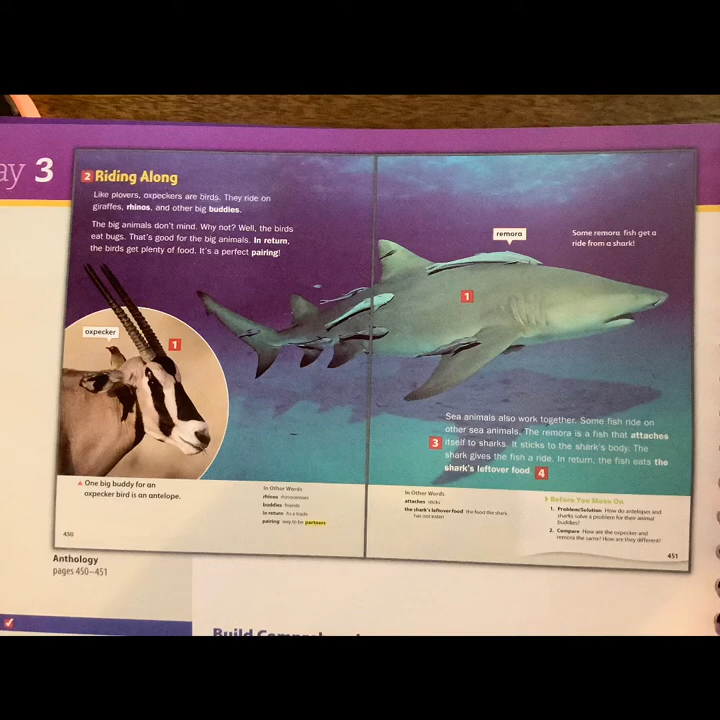 ay 3
2 Riding Along
Like plovers, oxpeckers are birds. They ride on
giraffes, rhinos, and other big buddies.
The big animals don't mind. Why not? Well, the birds
eat bugs. That's good for the big animals. In return,
the birds get plenty of food. It's a perfect pairing!
oxpecker
1
▲ One big buddy for an
oxpecker bird is an antelope.
In Other Words
rhinos rhinoceroses
buddies friends
In return As a trade
pairing way to be partners
450
remora
Some remora fish get a
ride from a shark!
1
Sea animals also work together. Some fish ride on
other sea animals. The remora is a fish that attaches
3 itself to sharks. It sticks to the shark's body. The
shark gives the fish a ride. In return, the fish eats the
shark's leftover food. 4
In Other Words
attaches sticks
the shark's leftover food the food the shark
has not eaten
Before You Move On
1. Problem/Solution How do antelopes and
sharks solve a problem for their animal
buddies?
2. Compare How are the oxpecker and
remora the same? How are they different?
451
Anthology
pages 450–451